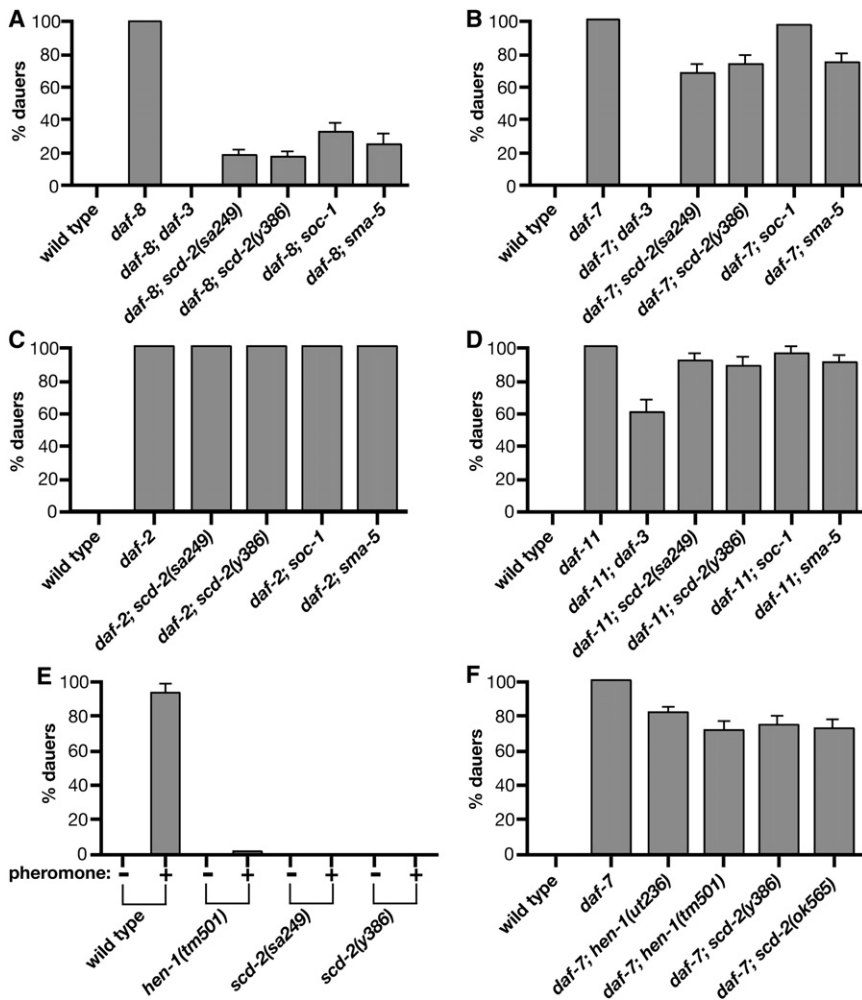 A
% dauers
100
80
60
40
20
0
wild type
daf-8
daf-8; daf-3
daf-8; scd-2(sa249)
daf-8; scd-2(y386)
daf-8; soc-1
daf-8; sma-5
B
% dauers
100
80
60
40
20
0
wild type
daf-7
daf-7; daf-3
daf-7; scd-2(sa249)
daf-7; scd-2(y386)
daf-7; soc-1
daf-7; sma-5
C
% dauers
100
80
60
40
20
0
wild type
daf-2
daf-2; scd-2(sa249)
daf-2; scd-2(y386)
daf-2; soc-1
daf-2; sma-5
D
% dauers
100
80
60
40
20
0
wild type
daf-11
daf-11; daf-3
daf-11; scd-2(sa249)
daf-11; scd-2(y386)
daf-11; soc-1
daf-11; sma-5
E
% dauers
100
80
60
40
20
0
pheromone: - + - + - + - +
wild type
hen-1(tm501)
scd-2(sa249)
scd-2(y386)
F
% dauers
100
80
60
40
20
0
wild type
daf-7
daf-7; hen-1(ut236)
daf-7; hen-1(tm501)
daf-7; scd-2(y386)
daf-7; scd-2(ok565)